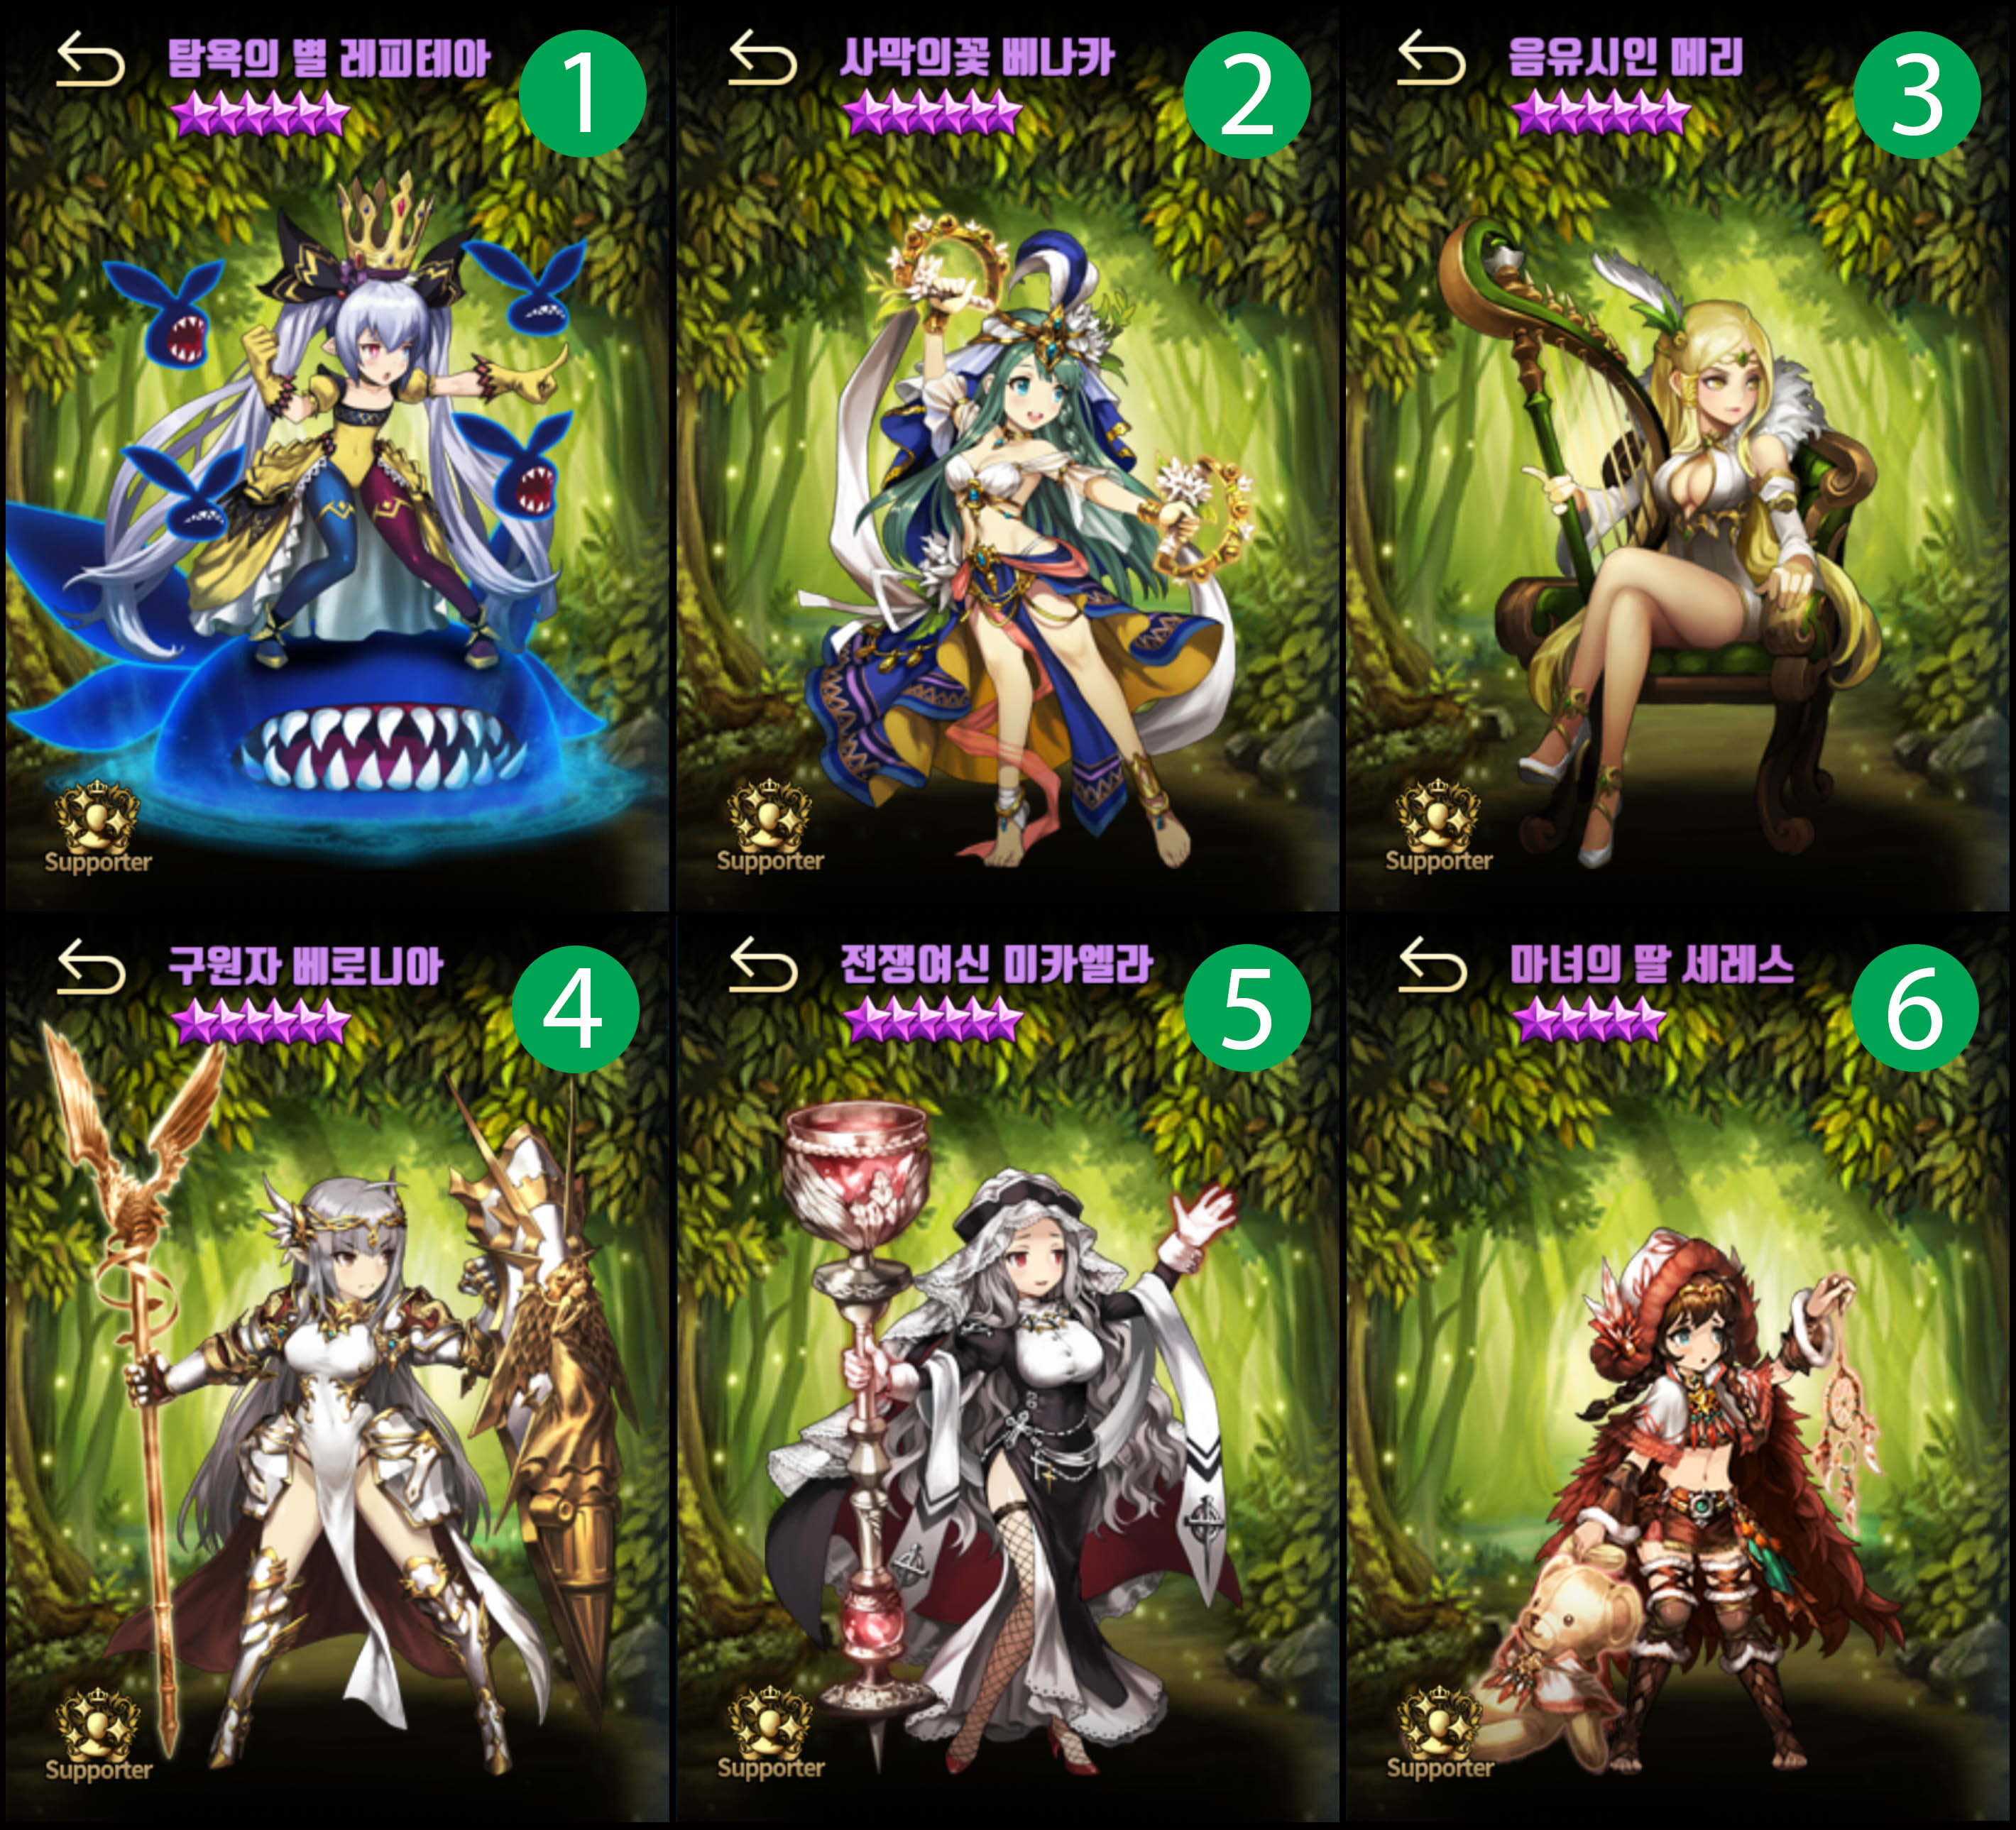 탐욕의 별 레피테아
1
Supporter
사막의꽃 베나카
2
Supporter
음유시인 메리
3
Supporter
구원자 베로니아
4
Supporter
전쟁여신 미카엘라
5
Supporter
마녀의 딸 세레스
6
Supporter